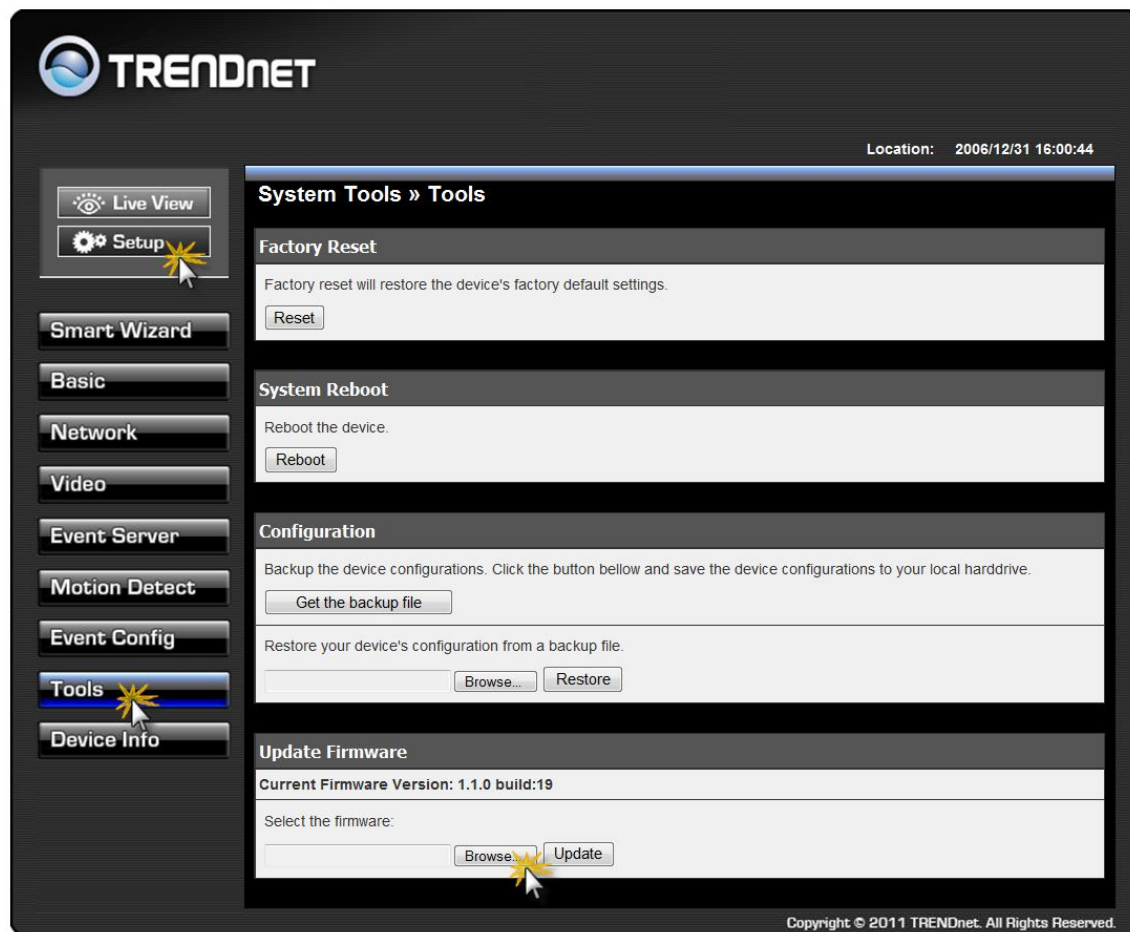 TRENDNET
Location: 2006/12/31 16:00:44
Live View
Setup
Smart Wizard
Basic
Network
Video
Event Server
Motion Detect
Event Config
Tools
Device Info
System Tools » Tools
Factory Reset
Factory reset will restore the device's factory default settings.
Reset
System Reboot
Reboot the device.
Reboot
Configuration
Backup the device configurations. Click the button bellow and save the device configurations to your local harddrive.
Get the backup file
Restore your device's configuration from a backup file.
Browse... Restore
Update Firmware
Current Firmware Version: 1.1.0 build:19
Select the firmware:
Browse... Update
Copyright © 2011 TRENDnet. All Rights Reserved.